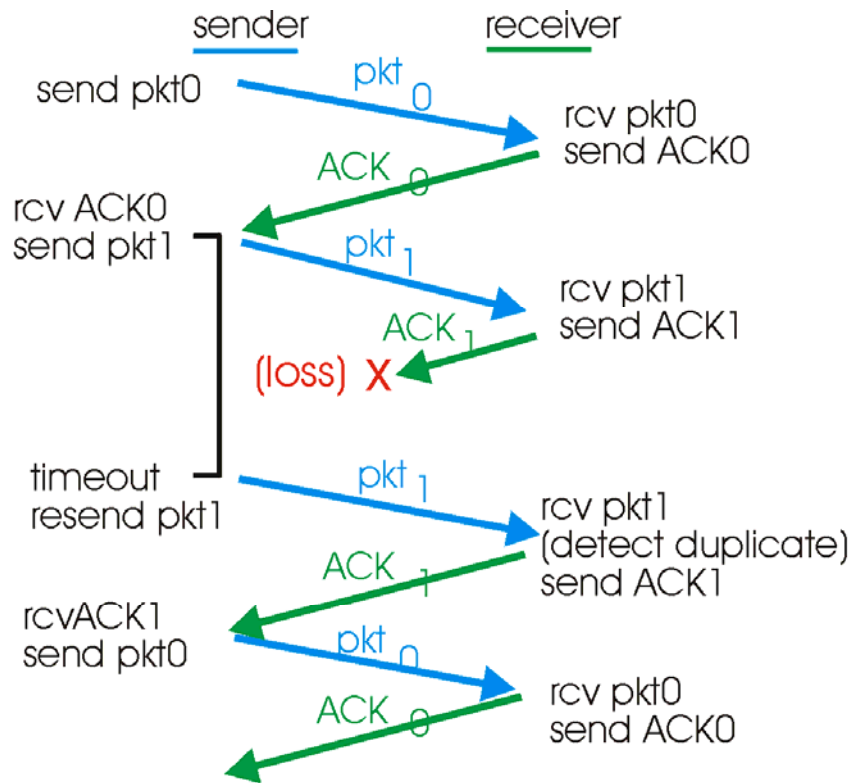 sender
receiver
send pkt0
pkt 0
rcv pkt0
send ACK0
ACK 0
rcv ACK0
send pkt1
pkt 1
rcv pkt1
send ACK1
ACK 1
(loss) X
timeout
resend pkt1
pkt 1
rcv pkt1
(detect duplicate)
send ACK1
ACK 1
rcvACK1
send pkt0
pkt 0
rcv pkt0
send ACK0
ACK 0